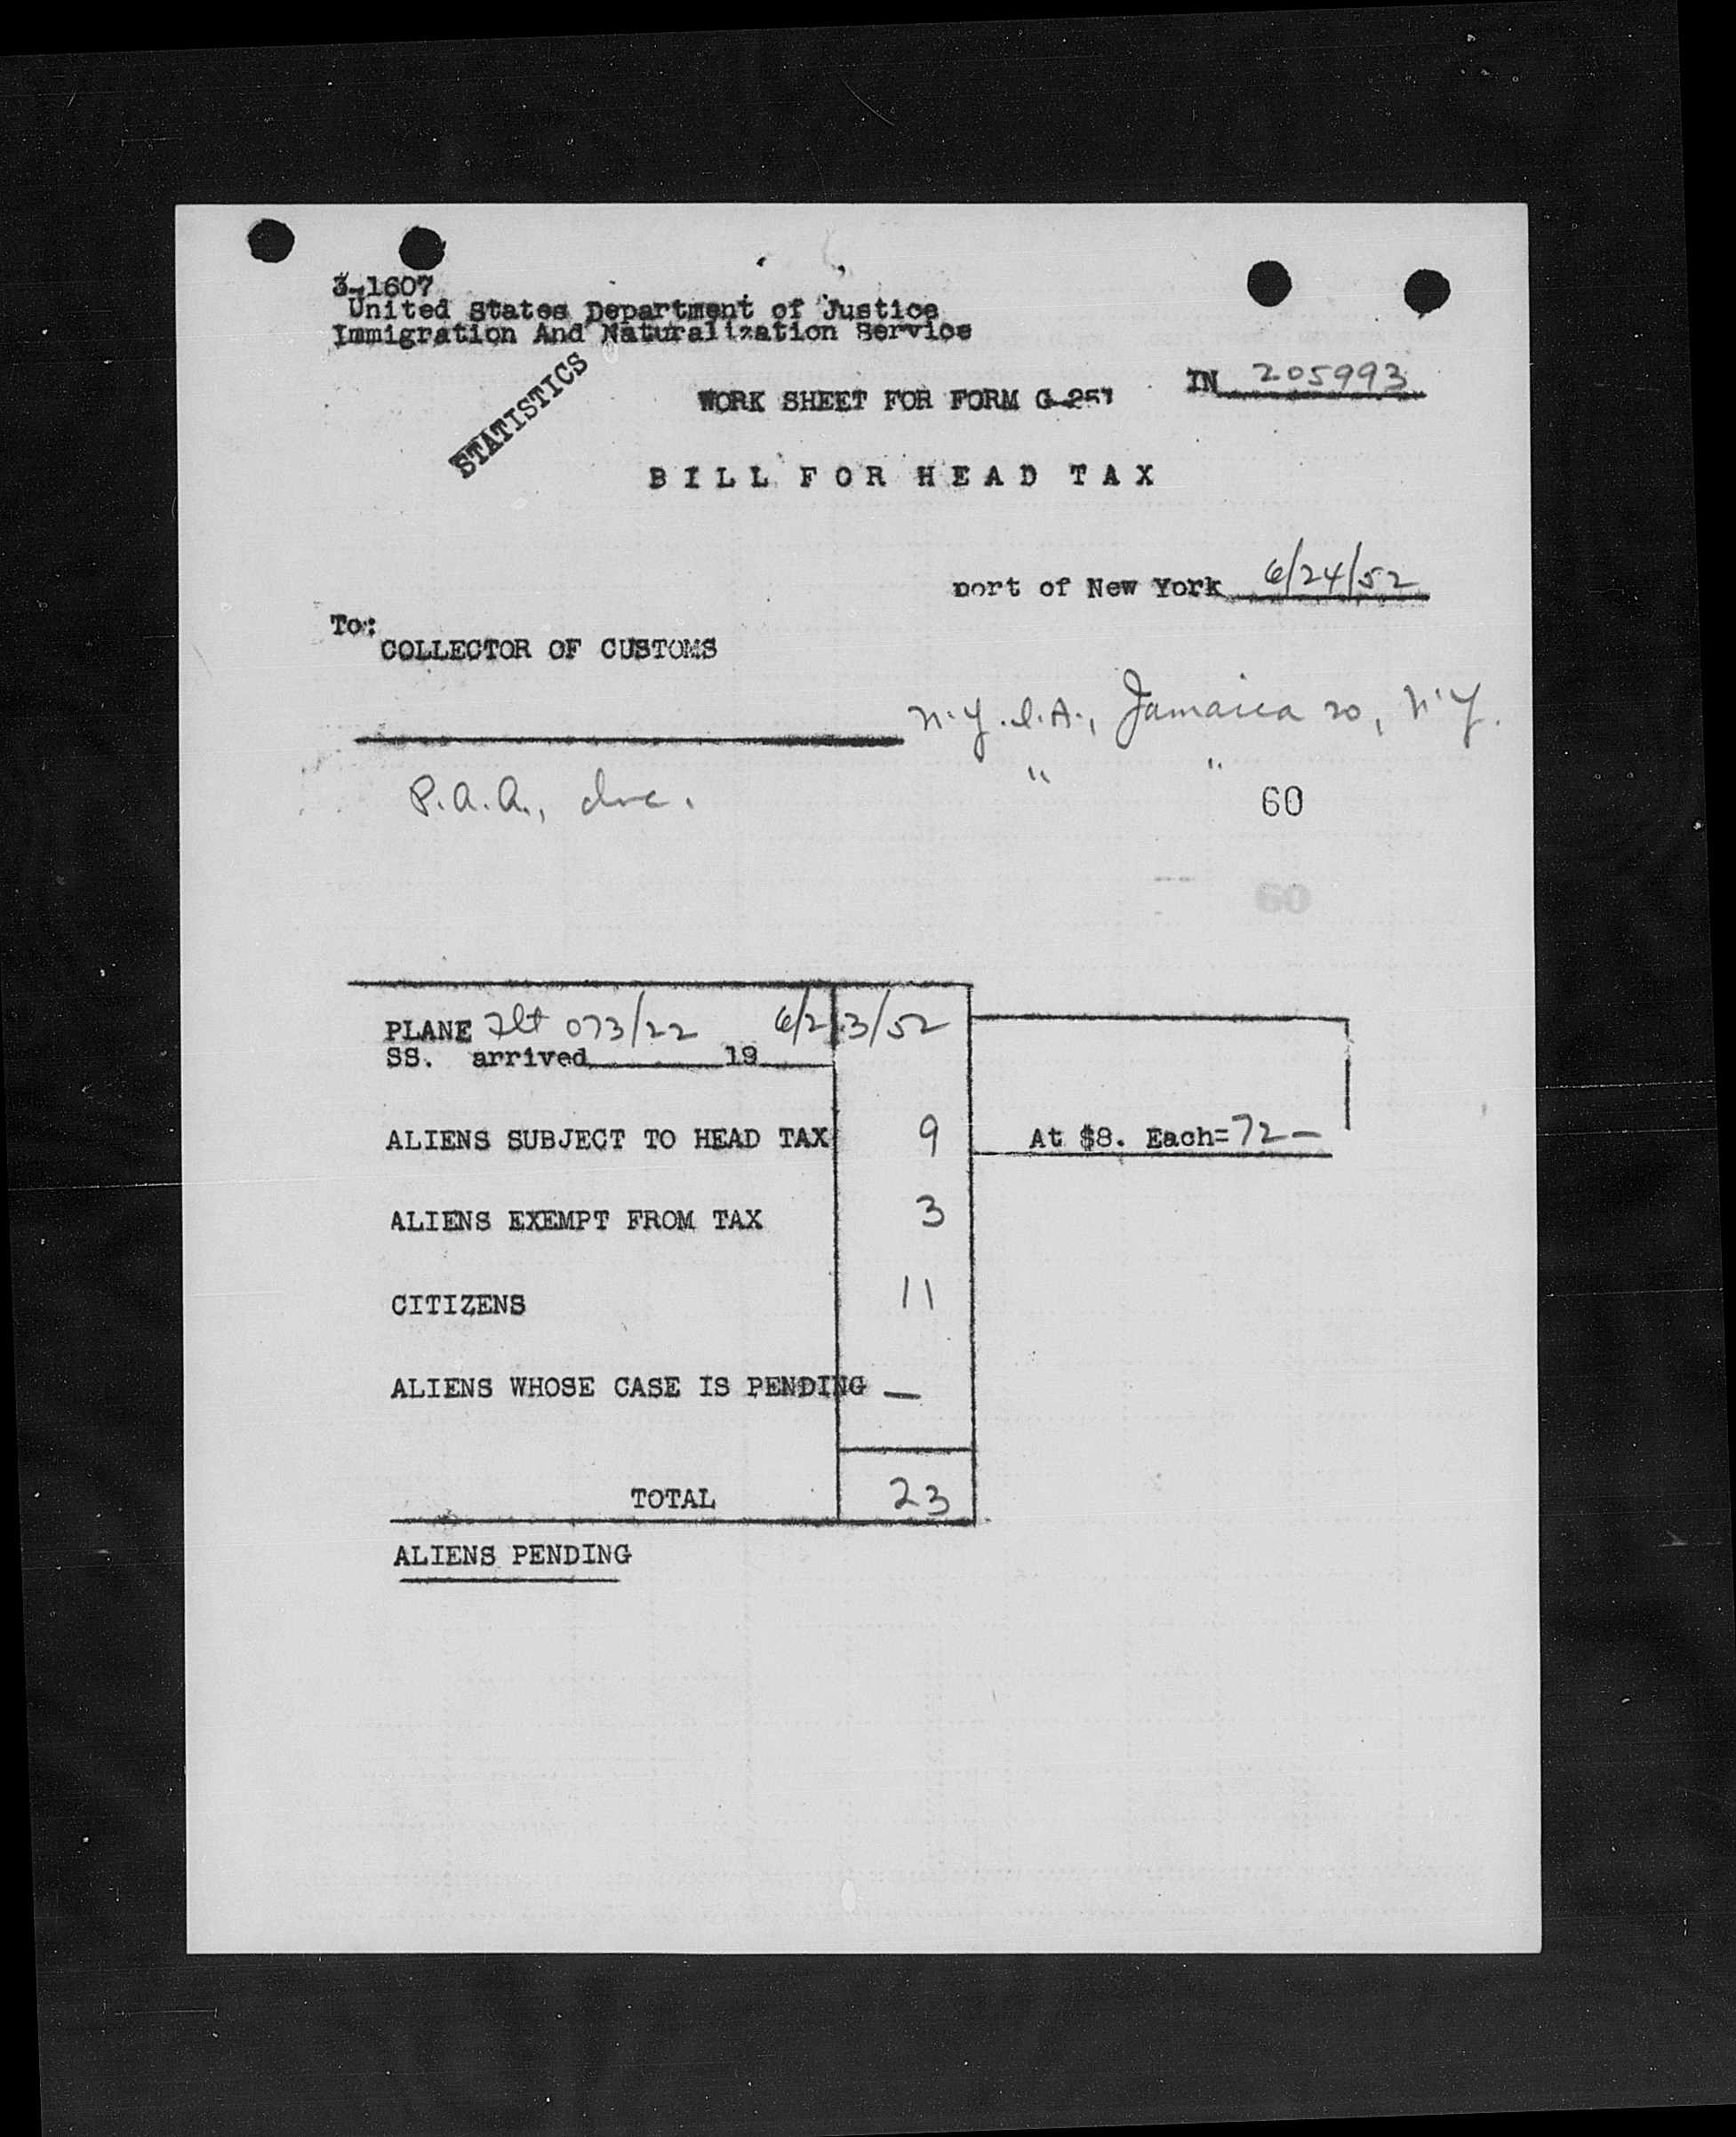 3-1607
United States Department of Justice
Immigration And Naturalization Service
STATISTICS
WORK SHEET FOR FORM G-257
IN 205993
BILL FOR HEAD TAX
port of New York 6/24/52
To:
COLLECTOR OF CUSTOMS
N.Y.I.A., Jamaica 20, N.Y.
P.A.A., Inc. " "
60
60
PLANE Flt 073/22 6/23/52
SS. arrived 19
ALIENS SUBJECT TO HEAD TAX 9 At $8. Each=72-
ALIENS EXEMPT FROM TAX 3
CITIZENS 11
ALIENS WHOSE CASE IS PENDING —
TOTAL 23
ALIENS PENDING